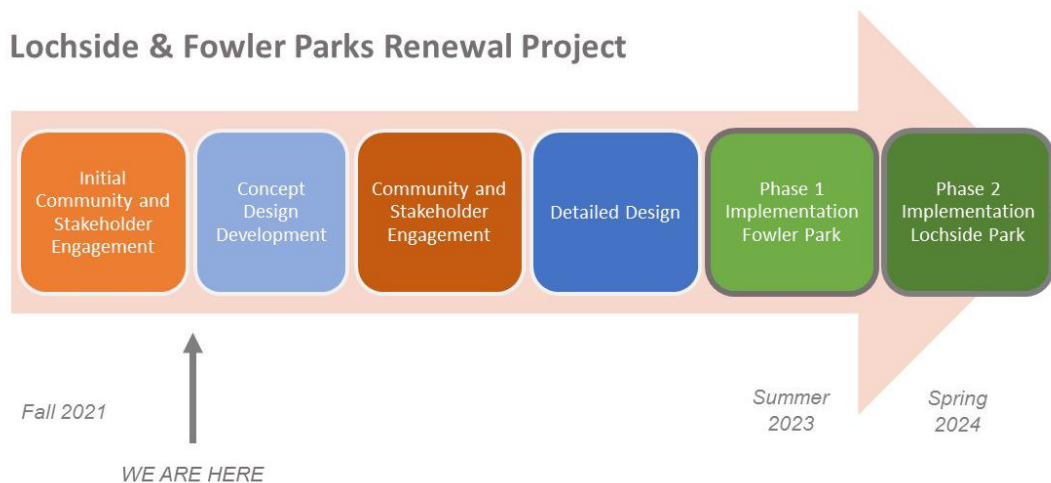 Lochside & Fowler Parks Renewal Project
Initial
Community and
Stakeholder
Engagement
Concept
Design
Development
Community and
Stakeholder
Engagement
Detailed Design
Phase 1
Implementation
Fowler Park
Phase 2
Implementation
Lochside Park
Fall 2021
WE ARE HERE
Summer
2023
Spring
2024